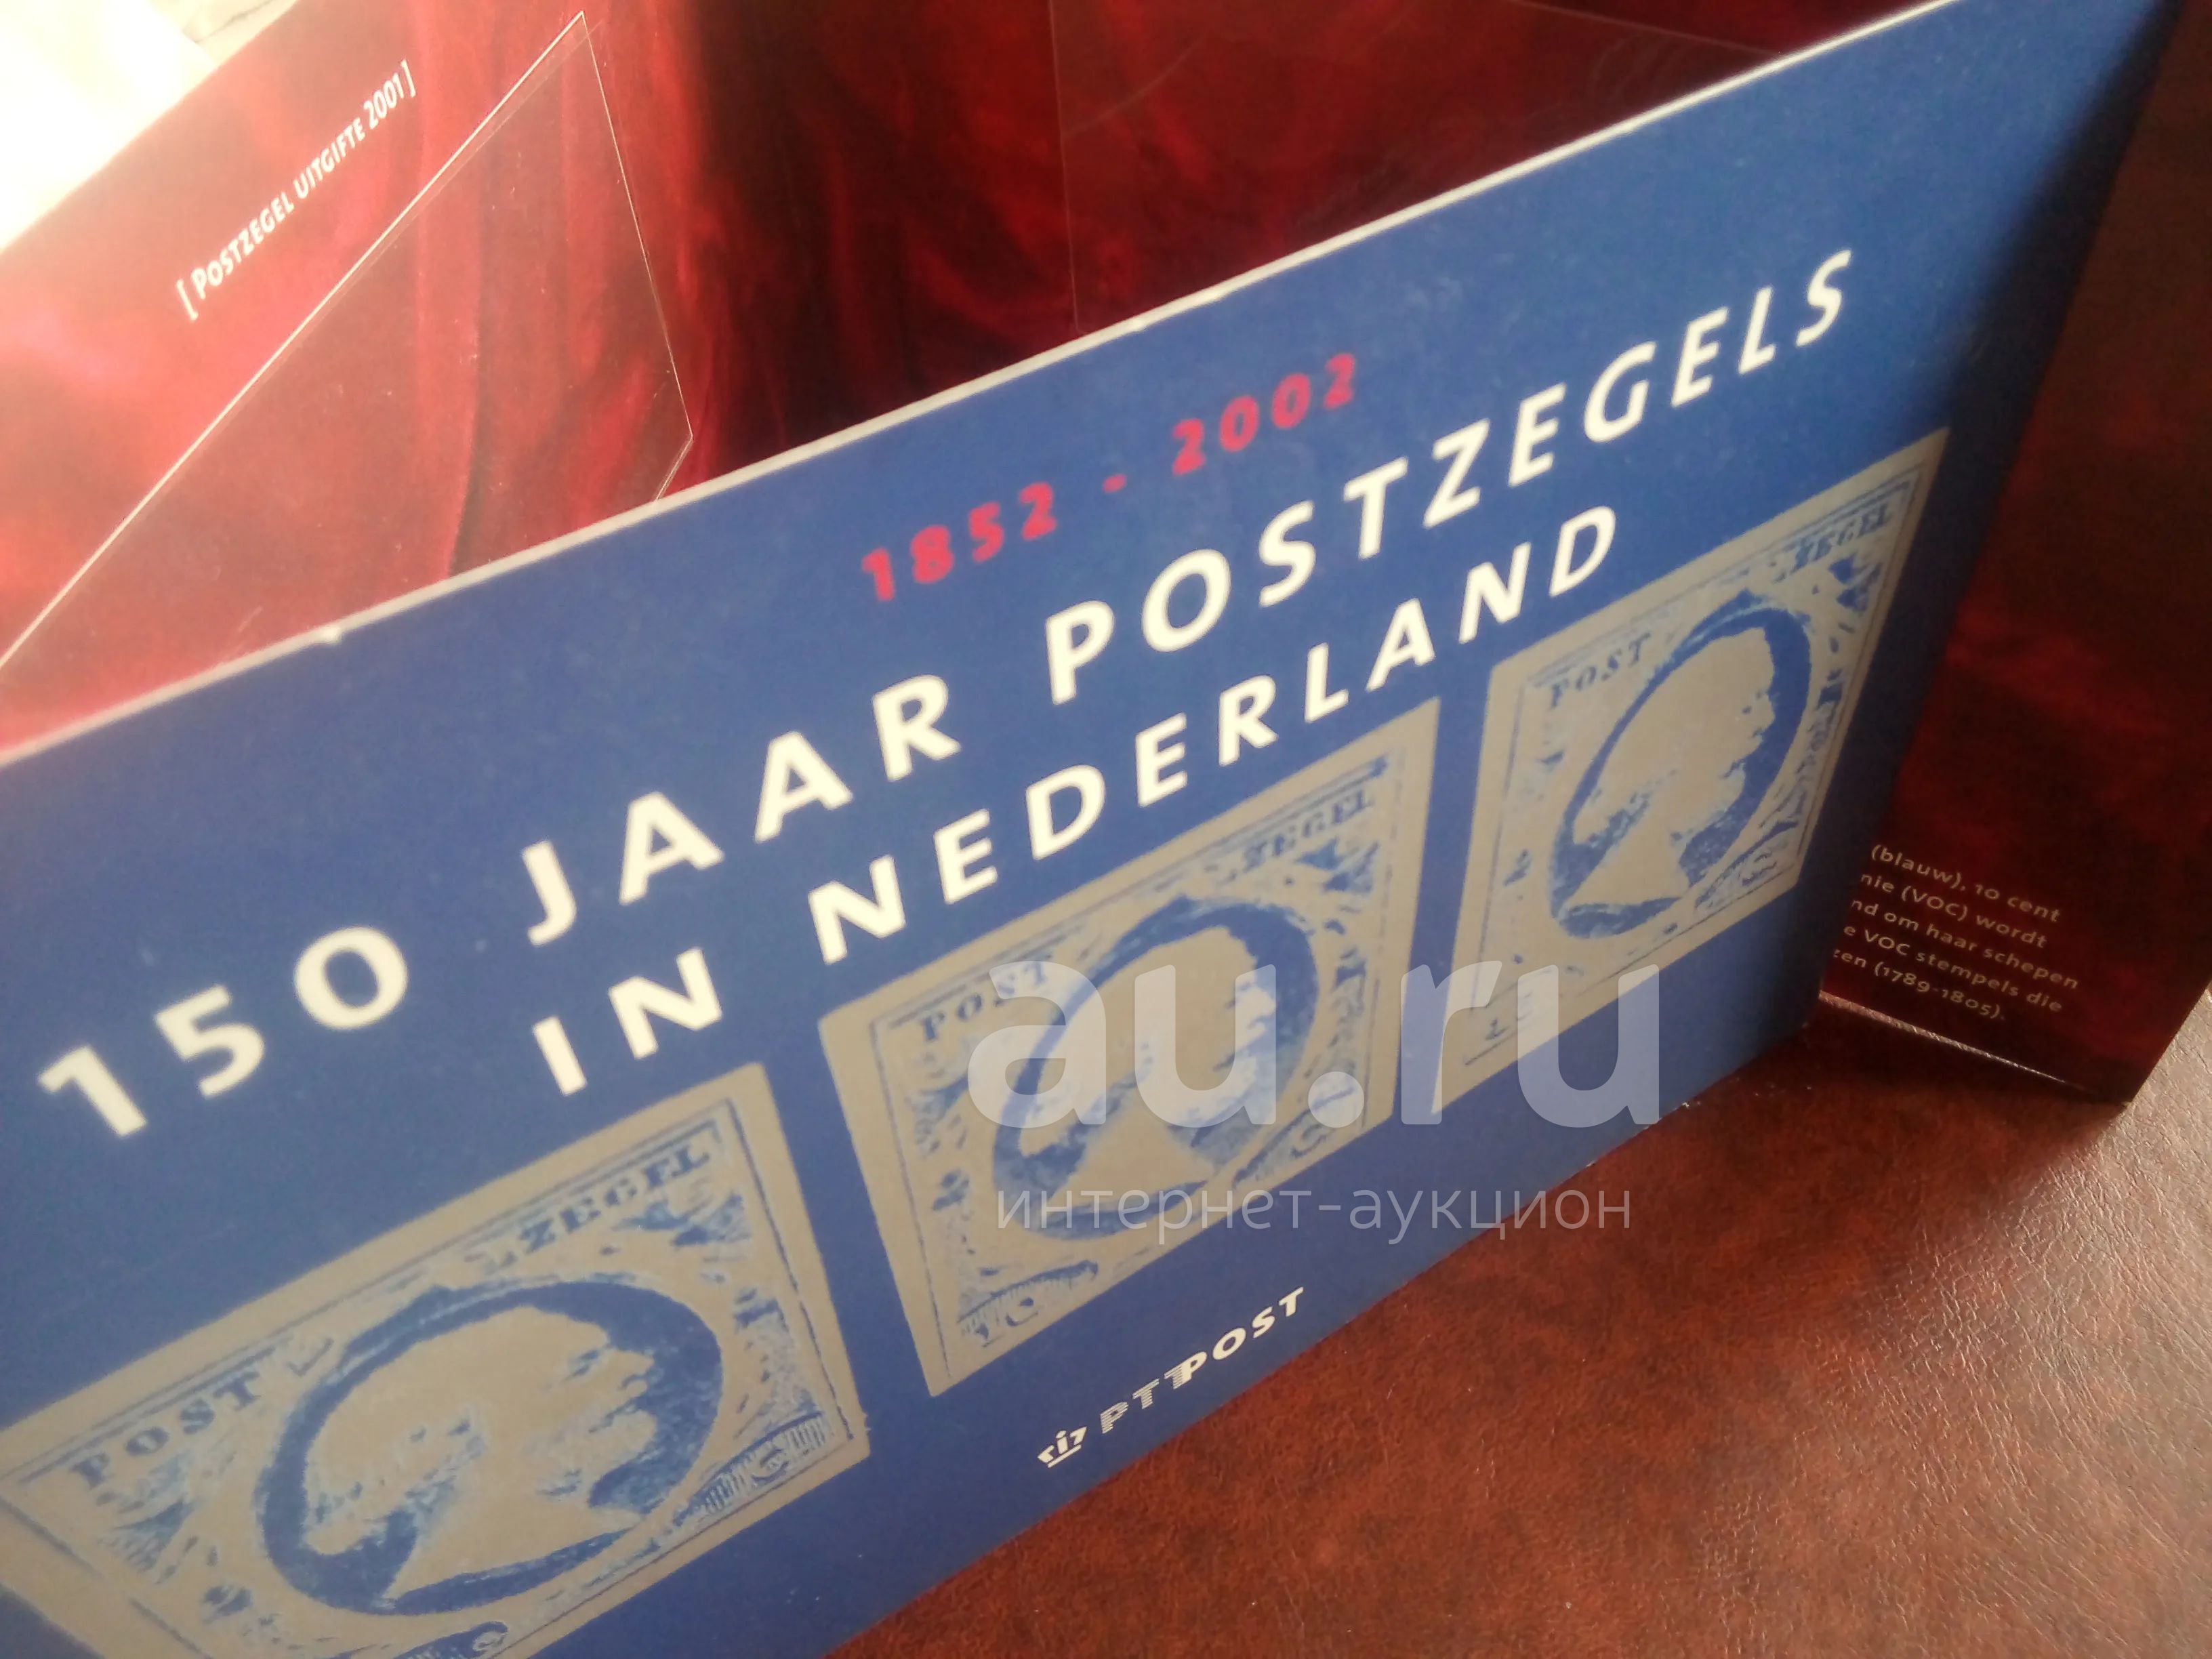 [ POSTZEGEL UITGIFTE 2001 ]
1852 - 2002
150 JAAR POSTZEGELS
IN NEDERLAND
POST ZEGEL
POST ZEGEL
POST ZEGEL
PTT POST
(blauw), 10 cent
nie (VOC) wordt
nd om haar schepen
e VOC stempels die
zen (1789-1805).
au.ru
интернет-аукцион